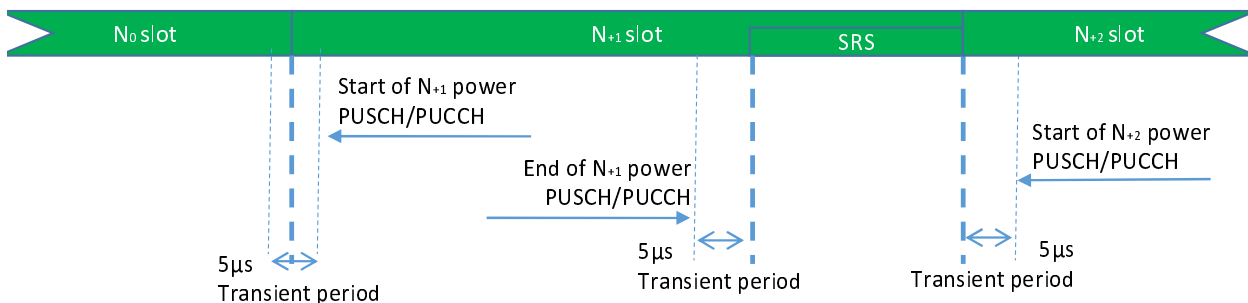 N₀ slot
N₊₁ slot
SRS
N₊₂ slot
Start of N₊₁ power
PUSCH/PUCCH
End of N₊₁ power
PUSCH/PUCCH
Start of N₊₂ power
PUSCH/PUCCH
5µs
Transient period
5µs
Transient period
5µs
Transient period